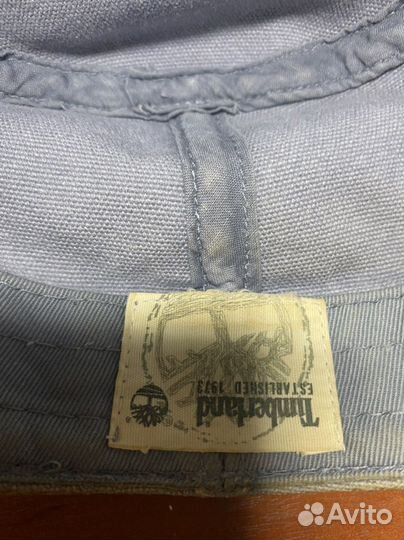 Timberland
ESTABLISHED 1973
®
Avito